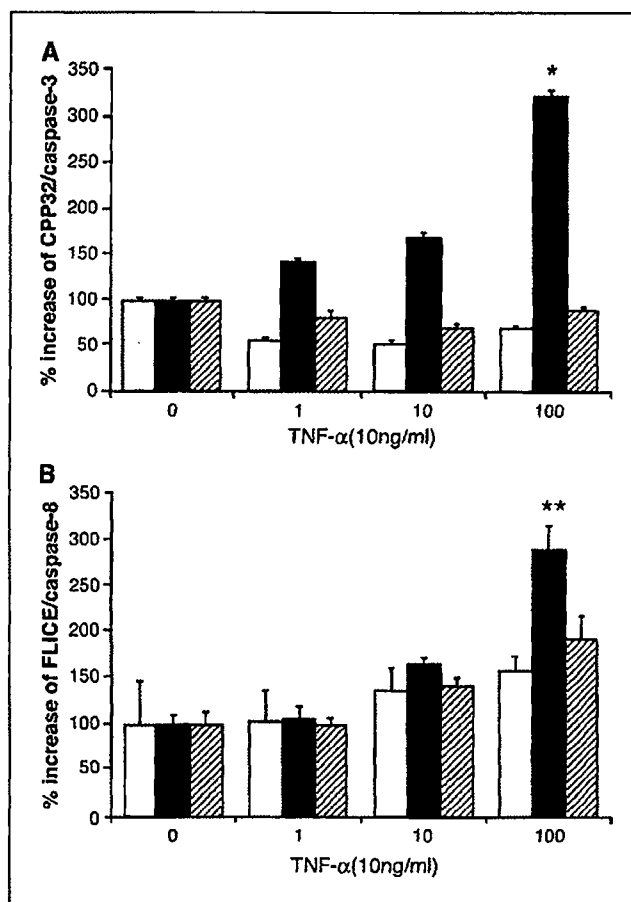 A
% increase of CPP32/caspase-3
350
300
250
200
150
100
50
0
*
0 1 10 100
TNF-α(10ng/ml)
B
% increase of FLICE/caspase-8
350
300
250
200
150
100
50
0
**
0 1 10 100
TNF-α(10ng/ml)